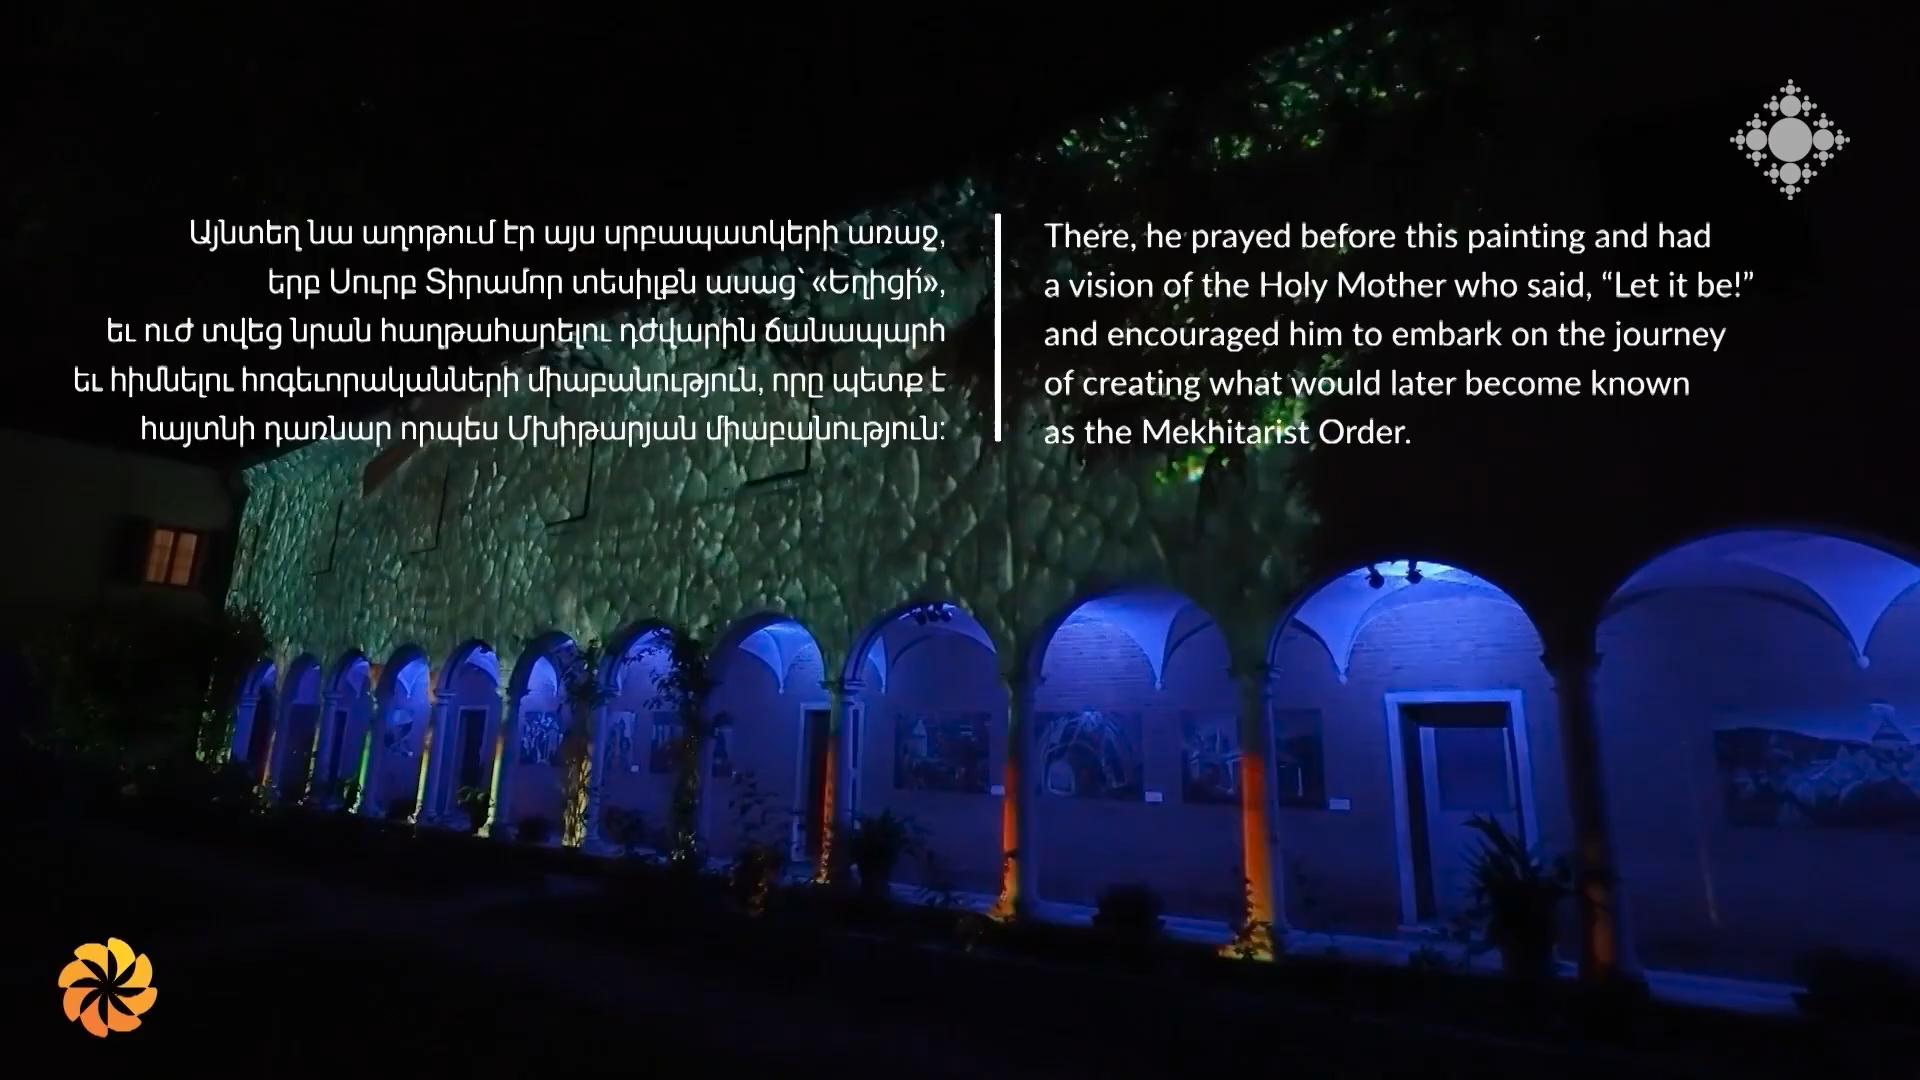 Այնտեղ նա աղոթում էր այս սրբապատկերի առաջ,
երբ Սուրբ Տիրամոր տեսիլքն ասաց՝ «Եղիցի՜»,
եւ ուժ տվեց նրան հաղթահարելու դժվարին ճանապարհ
եւ հիմնելու հոգեւորականների միաբանություն, որը պետք է
հայտնի դառնար որպես Մխիթարյան միաբանություն։
There, he prayed before this painting and had
a vision of the Holy Mother who said, “Let it be!”
and encouraged him to embark on the journey
of creating what would later become known
as the Mekhitarist Order.